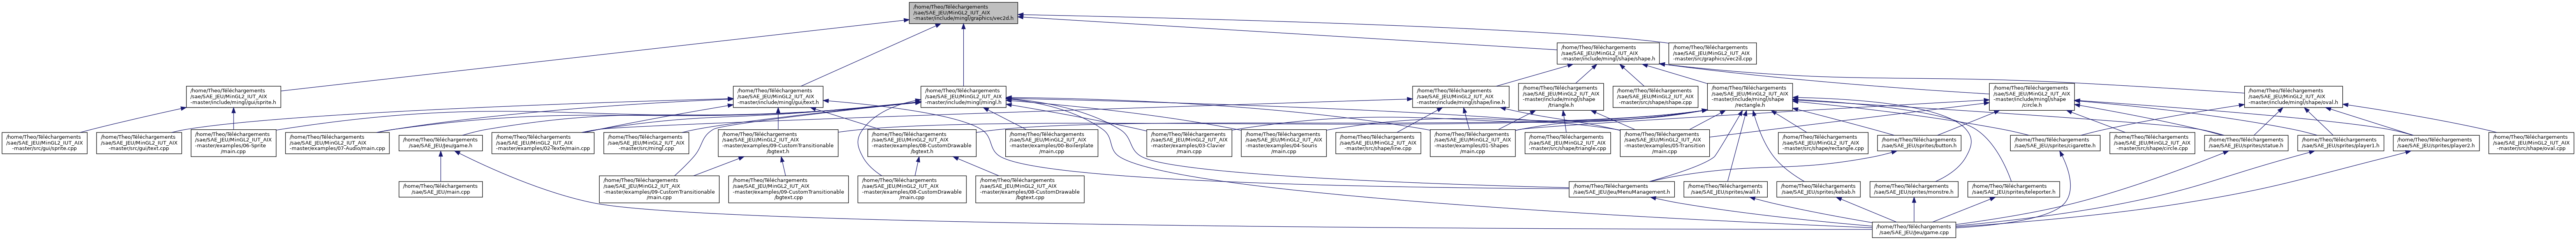 /home/Theo/Téléchargements
/sae/SAE_JEU/MinGL2_IUT_AIX
-master/include/mingl/graphics/vec2d.h
/home/Theo/Téléchargements
/sae/SAE_JEU/MinGL2_IUT_AIX
-master/include/mingl/shape/shape.h
/home/Theo/Téléchargements
/sae/SAE_JEU/MinGL2_IUT_AIX
-master/src/graphics/vec2d.cpp
/home/Theo/Téléchargements
/sae/SAE_JEU/MinGL2_IUT_AIX
-master/include/mingl/gui/sprite.h
/home/Theo/Téléchargements
/sae/SAE_JEU/MinGL2_IUT_AIX
-master/include/mingl/gui/text.h
/home/Theo/Téléchargements
/sae/SAE_JEU/MinGL2_IUT_AIX
-master/include/mingl/mingl.h
/home/Theo/Téléchargements
/sae/SAE_JEU/MinGL2_IUT_AIX
-master/include/mingl/shape/line.h
/home/Theo/Téléchargements
/sae/SAE_JEU/MinGL2_IUT_AIX
-master/include/mingl/shape
/triangle.h
/home/Theo/Téléchargements
/sae/SAE_JEU/MinGL2_IUT_AIX
-master/src/shape/shape.cpp
/home/Theo/Téléchargements
/sae/SAE_JEU/MinGL2_IUT_AIX
-master/include/mingl/shape
/rectangle.h
/home/Theo/Téléchargements
/sae/SAE_JEU/MinGL2_IUT_AIX
-master/include/mingl/shape
/circle.h
/home/Theo/Téléchargements
/sae/SAE_JEU/MinGL2_IUT_AIX
-master/include/mingl/shape/oval.h
/home/Theo/Téléchargements
/sae/SAE_JEU/MinGL2_IUT_AIX
-master/src/gui/sprite.cpp
/home/Theo/Téléchargements
/sae/SAE_JEU/MinGL2_IUT_AIX
-master/src/gui/text.cpp
/home/Theo/Téléchargements
/sae/SAE_JEU/MinGL2_IUT_AIX
-master/examples/06-Sprite
/main.cpp
/home/Theo/Téléchargements
/sae/SAE_JEU/MinGL2_IUT_AIX
-master/examples/07-Audio/main.cpp
/home/Theo/Téléchargements
/sae/SAE_JEU/Jeu/game.h
/home/Theo/Téléchargements
/sae/SAE_JEU/MinGL2_IUT_AIX
-master/examples/02-Texte/main.cpp
/home/Theo/Téléchargements
/sae/SAE_JEU/MinGL2_IUT_AIX
-master/src/mingl.cpp
/home/Theo/Téléchargements
/sae/SAE_JEU/MinGL2_IUT_AIX
-master/examples/09-CustomTransitionable
/bgtext.h
/home/Theo/Téléchargements
/sae/SAE_JEU/MinGL2_IUT_AIX
-master/examples/08-CustomDrawable
/bgtext.h
/home/Theo/Téléchargements
/sae/SAE_JEU/MinGL2_IUT_AIX
-master/examples/00-Boilerplate
/main.cpp
/home/Theo/Téléchargements
/sae/SAE_JEU/MinGL2_IUT_AIX
-master/examples/03-Clavier
/main.cpp
/home/Theo/Téléchargements
/sae/SAE_JEU/MinGL2_IUT_AIX
-master/examples/04-Souris
/main.cpp
/home/Theo/Téléchargements
/sae/SAE_JEU/MinGL2_IUT_AIX
-master/src/shape/line.cpp
/home/Theo/Téléchargements
/sae/SAE_JEU/MinGL2_IUT_AIX
-master/examples/01-Shapes
/main.cpp
/home/Theo/Téléchargements
/sae/SAE_JEU/MinGL2_IUT_AIX
-master/src/shape/triangle.cpp
/home/Theo/Téléchargements
/sae/SAE_JEU/MinGL2_IUT_AIX
-master/examples/05-Transition
/main.cpp
/home/Theo/Téléchargements
/sae/SAE_JEU/MinGL2_IUT_AIX
-master/src/shape/rectangle.cpp
/home/Theo/Téléchargements
/sae/SAE_JEU/sprites/button.h
/home/Theo/Téléchargements
/sae/SAE_JEU/sprites/cigarette.h
/home/Theo/Téléchargements
/sae/SAE_JEU/MinGL2_IUT_AIX
-master/src/shape/circle.cpp
/home/Theo/Téléchargements
/sae/SAE_JEU/sprites/statue.h
/home/Theo/Téléchargements
/sae/SAE_JEU/sprites/player1.h
/home/Theo/Téléchargements
/sae/SAE_JEU/sprites/player2.h
/home/Theo/Téléchargements
/sae/SAE_JEU/MinGL2_IUT_AIX
-master/src/shape/oval.cpp
/home/Theo/Téléchargements
/sae/SAE_JEU/main.cpp
/home/Theo/Téléchargements
/sae/SAE_JEU/MinGL2_IUT_AIX
-master/examples/09-CustomTransitionable
/main.cpp
/home/Theo/Téléchargements
/sae/SAE_JEU/MinGL2_IUT_AIX
-master/examples/09-CustomTransitionable
/bgtext.cpp
/home/Theo/Téléchargements
/sae/SAE_JEU/MinGL2_IUT_AIX
-master/examples/08-CustomDrawable
/main.cpp
/home/Theo/Téléchargements
/sae/SAE_JEU/MinGL2_IUT_AIX
-master/examples/08-CustomDrawable
/bgtext.cpp
/home/Theo/Téléchargements
/sae/SAE_JEU/Jeu/MenuManagement.h
/home/Theo/Téléchargements
/sae/SAE_JEU/sprites/wall.h
/home/Theo/Téléchargements
/sae/SAE_JEU/sprites/kebab.h
/home/Theo/Téléchargements
/sae/SAE_JEU/sprites/monstre.h
/home/Theo/Téléchargements
/sae/SAE_JEU/sprites/teleporter.h
/home/Theo/Téléchargements
/sae/SAE_JEU/Jeu/game.cpp